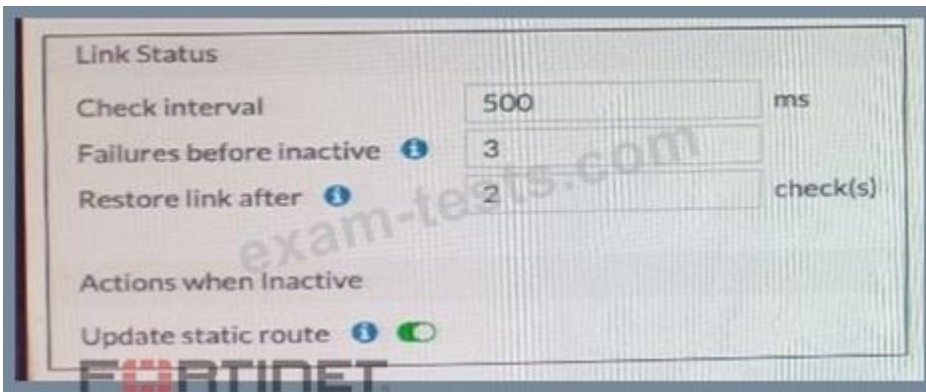 Link Status
Check interval 500 ms
Failures before inactive 3
Restore link after 2 check(s)
exam-tests.com
Actions when Inactive
Update static route
FORTINET